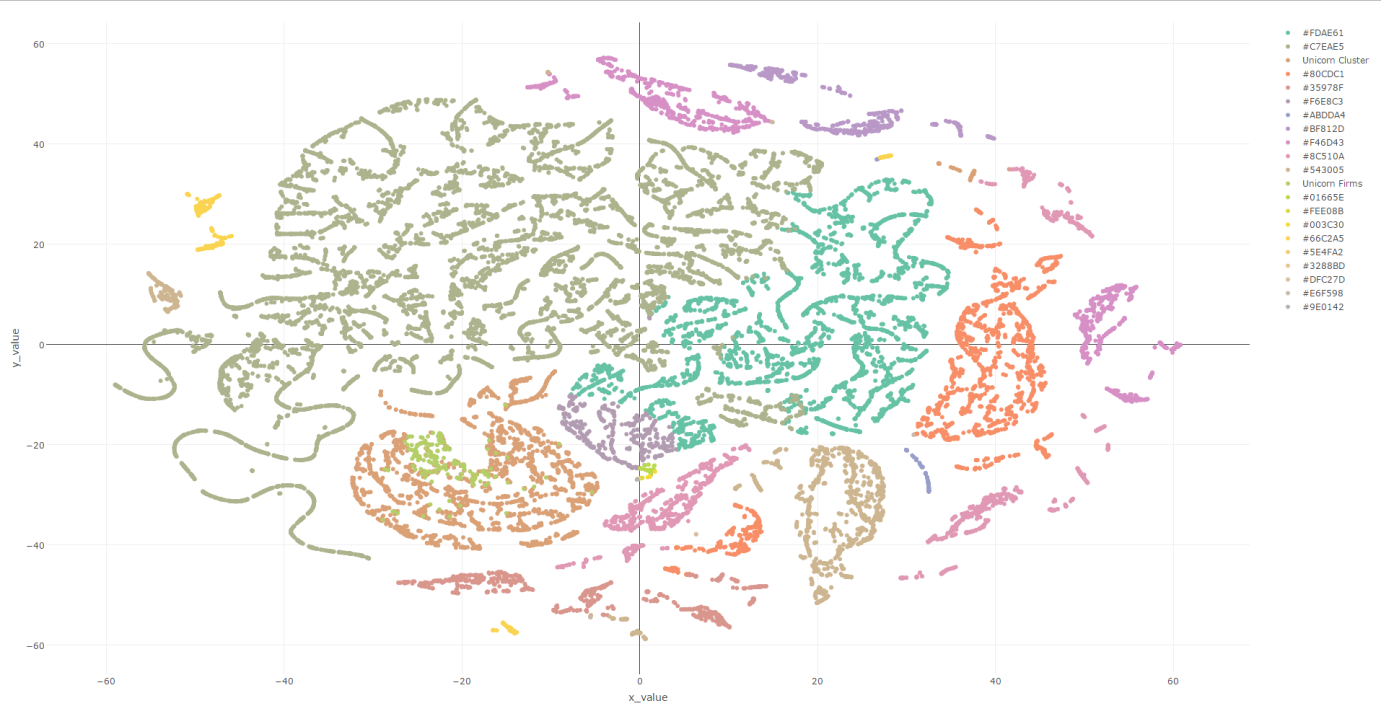 60
40
20
0
−20
−40
−60
y_value
−60
−40
−20
0
20
40
60
x_value
#FDAE61
#C7EAE5
Unicorn Cluster
#80CDC1
#35978F
#F6E8C3
#ABDDA4
#BF812D
#F46D43
#8C510A
#543005
Unicorn Firms
#01665E
#FEE08B
#003C30
#66C2A5
#5E4FA2
#3288BD
#DFC27D
#E6F598
#9E0142